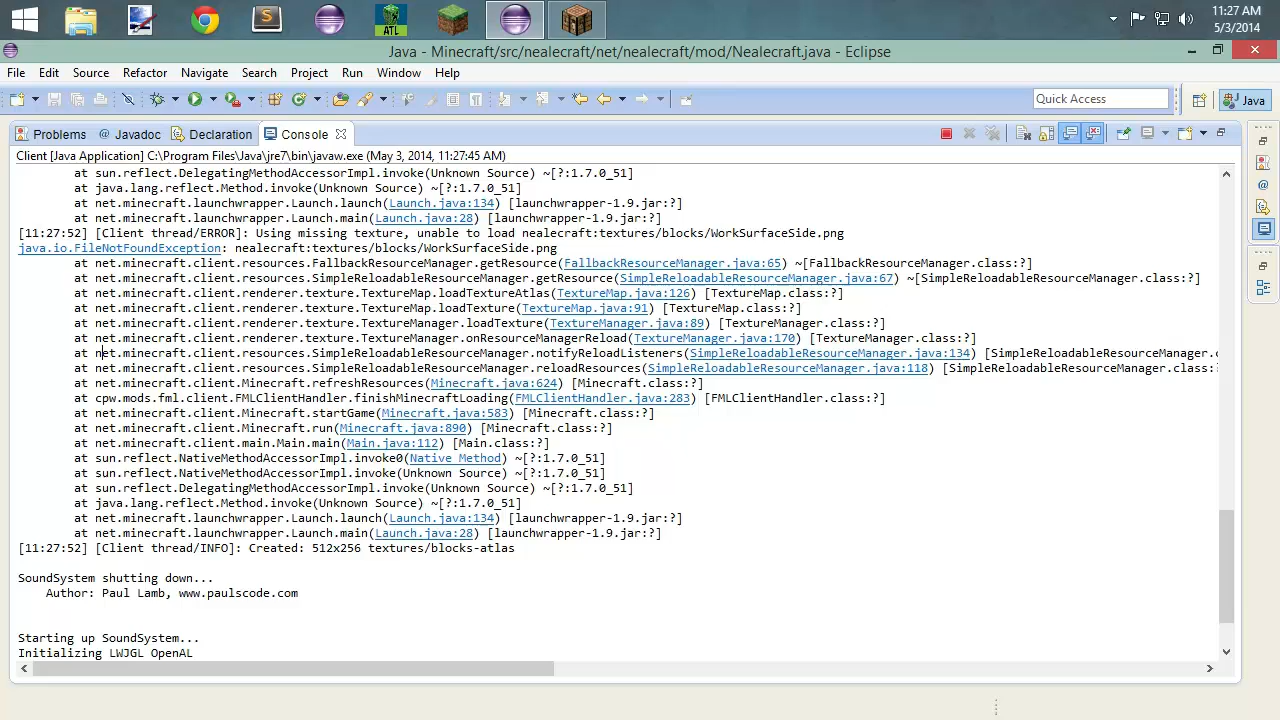 ATL
11:27 AM
5/3/2014
Java - Minecraft/src/nealecraft/net/nealecraft/mod/Nealecraft.java - Eclipse
File Edit Source Refactor Navigate Search Project Run Window Help
Quick Access
Java
Problems @ Javadoc Declaration Console
Client [Java Application] C:\Program Files\Java\jre7\bin\javaw.exe (May 3, 2014, 11:27:45 AM)
at sun.reflect.DelegatingMethodAccessorImpl.invoke(Unknown Source) ~[?:1.7.0_51]
at java.lang.reflect.Method.invoke(Unknown Source) ~[?:1.7.0_51]
at net.minecraft.launchwrapper.Launch.launch(Launch.java:134) [launchwrapper-1.9.jar:?]
at net.minecraft.launchwrapper.Launch.main(Launch.java:28) [launchwrapper-1.9.jar:?]
[11:27:52] [Client thread/ERROR]: Using missing texture, unable to load nealecraft:textures/blocks/WorkSurfaceSide.png
java.io.FileNotFoundException: nealecraft:textures/blocks/WorkSurfaceSide.png
at net.minecraft.client.resources.FallbackResourceManager.getResource(FallbackResourceManager.java:65) ~[FallbackResourceManager.class:?]
at net.minecraft.client.resources.SimpleReloadableResourceManager.getResource(SimpleReloadableResourceManager.java:67) ~[SimpleReloadableResourceManager.class:?]
at net.minecraft.client.renderer.texture.TextureMap.loadTextureAtlas(TextureMap.java:126) [TextureMap.class:?]
at net.minecraft.client.renderer.texture.TextureMap.loadTexture(TextureMap.java:91) [TextureMap.class:?]
at net.minecraft.client.renderer.texture.TextureManager.loadTexture(TextureManager.java:89) [TextureManager.class:?]
at net.minecraft.client.renderer.texture.TextureManager.onResourceManagerReload(TextureManager.java:170) [TextureManager.class:?]
at net.minecraft.client.resources.SimpleReloadableResourceManager.notifyReloadListeners(SimpleReloadableResourceManager.java:134) [SimpleReloadableResourceManager.c
at net.minecraft.client.resources.SimpleReloadableResourceManager.reloadResources(SimpleReloadableResourceManager.java:118) [SimpleReloadableResourceManager.class:
at net.minecraft.client.Minecraft.refreshResources(Minecraft.java:624) [Minecraft.class:?]
at cpw.mods.fml.client.FMLClientHandler.finishMinecraftLoading(FMLClientHandler.java:283) [FMLClientHandler.class:?]
at net.minecraft.client.Minecraft.startGame(Minecraft.java:583) [Minecraft.class:?]
at net.minecraft.client.Minecraft.run(Minecraft.java:890) [Minecraft.class:?]
at net.minecraft.client.main.Main.main(Main.java:112) [Main.class:?]
at sun.reflect.NativeMethodAccessorImpl.invoke0(Native Method) ~[?:1.7.0_51]
at sun.reflect.NativeMethodAccessorImpl.invoke(Unknown Source) ~[?:1.7.0_51]
at sun.reflect.DelegatingMethodAccessorImpl.invoke(Unknown Source) ~[?:1.7.0_51]
at java.lang.reflect.Method.invoke(Unknown Source) ~[?:1.7.0_51]
at net.minecraft.launchwrapper.Launch.launch(Launch.java:134) [launchwrapper-1.9.jar:?]
at net.minecraft.launchwrapper.Launch.main(Launch.java:28) [launchwrapper-1.9.jar:?]
[11:27:52] [Client thread/INFO]: Created: 512x256 textures/blocks-atlas
SoundSystem shutting down...
Author: Paul Lamb, www.paulscode.com
Starting up SoundSystem...
Initializing LWJGL OpenAL